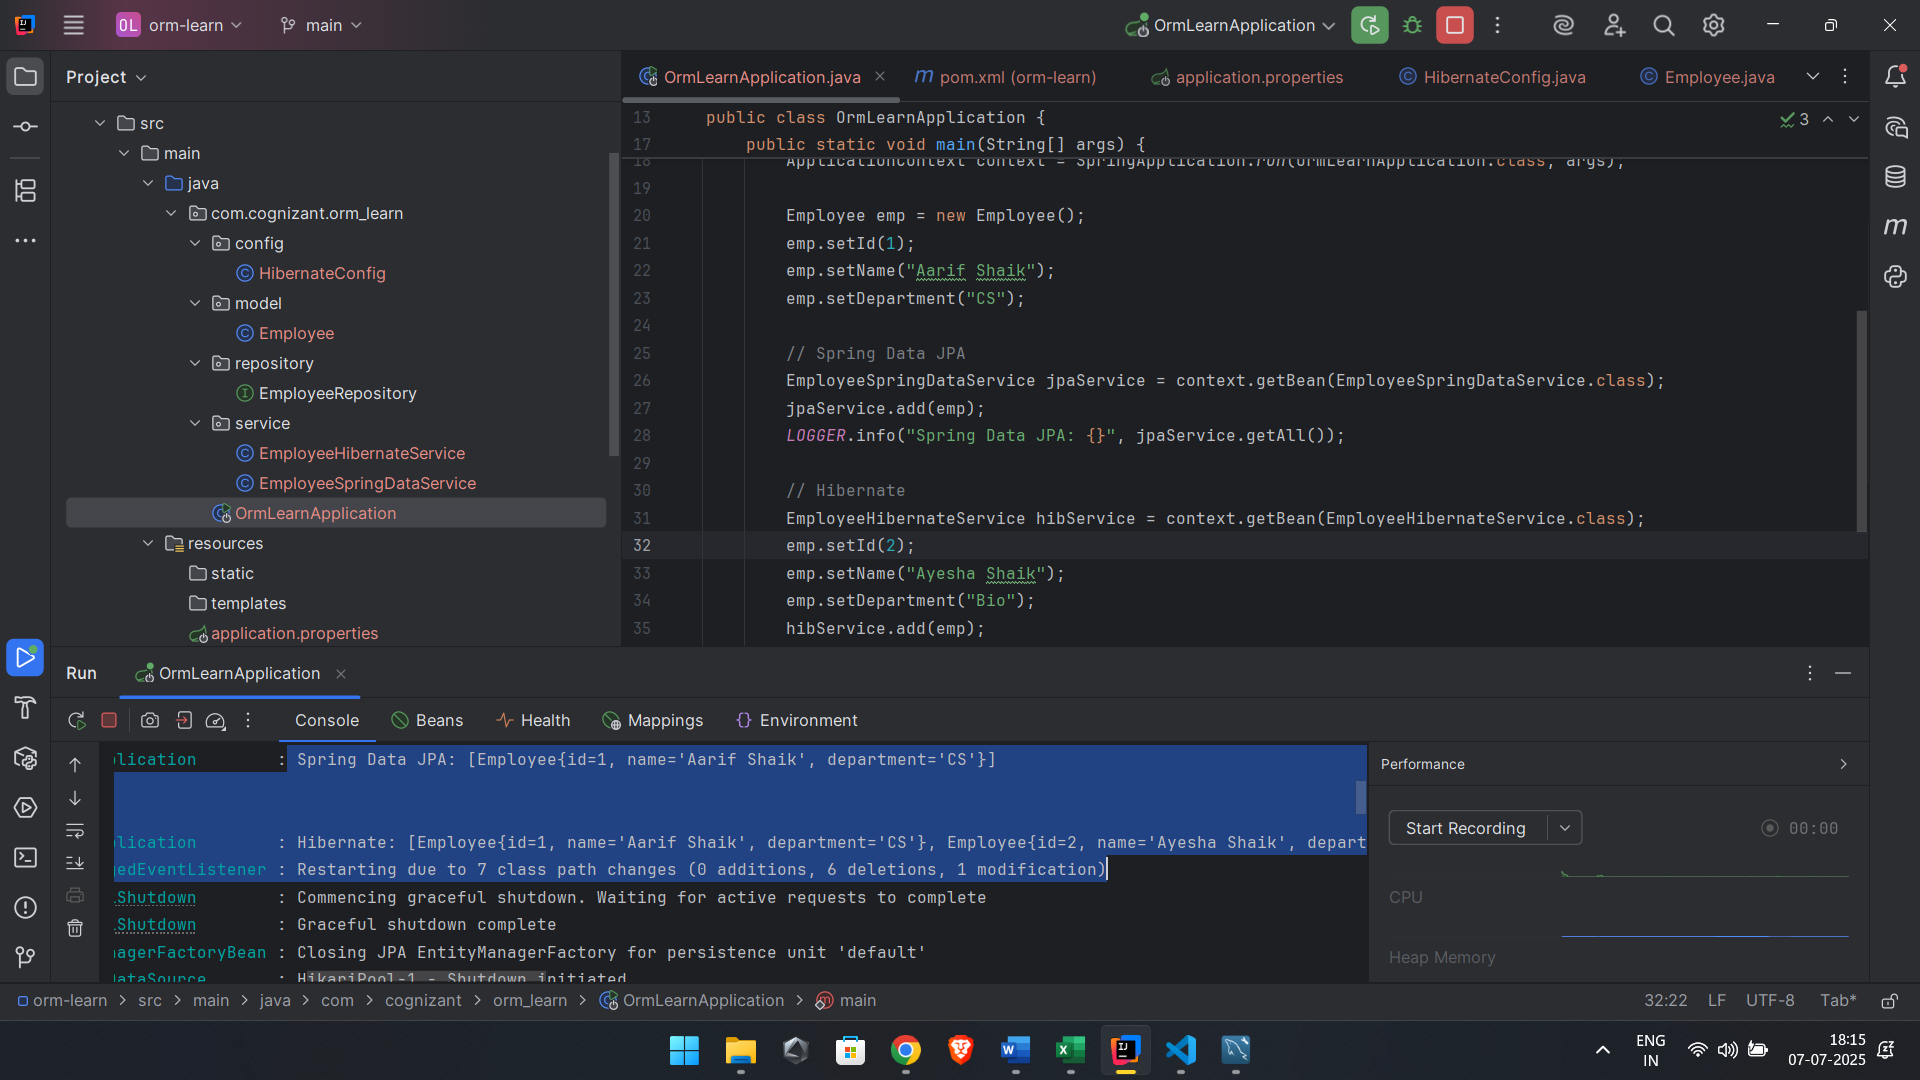 OL orm-learn main OrmLearnApplication
Project
OrmLearnApplication.java pom.xml (orm-learn) application.properties HibernateConfig.java Employee.java
src
main
java
com.cognizant.orm_learn
config
HibernateConfig
model
Employee
repository
EmployeeRepository
service
EmployeeHibernateService
EmployeeSpringDataService
OrmLearnApplication
resources
static
templates
application.properties
3
13 public class OrmLearnApplication {
17 public static void main(String[] args) {
18 ApplicationContext context = SpringApplication.run(OrmLearnApplication.class, args);
19
20 Employee emp = new Employee();
21 emp.setId(1);
22 emp.setName("Aarif Shaik");
23 emp.setDepartment("CS");
24
25 // Spring Data JPA
26 EmployeeSpringDataService jpaService = context.getBean(EmployeeSpringDataService.class);
27 jpaService.add(emp);
28 LOGGER.info("Spring Data JPA: {}", jpaService.getAll());
29
30 // Hibernate
31 EmployeeHibernateService hibService = context.getBean(EmployeeHibernateService.class);
32 emp.setId(2);
33 emp.setName("Ayesha Shaik");
34 emp.setDepartment("Bio");
35 hibService.add(emp);
Run OrmLearnApplication
Console Beans Health Mappings Environment
lication : Spring Data JPA: [Employee{id=1, name='Aarif Shaik', department='CS'}]
lication : Hibernate: [Employee{id=1, name='Aarif Shaik', department='CS'}, Employee{id=2, name='Ayesha Shaik', depart
gedEventListener : Restarting due to 7 class path changes (0 additions, 6 deletions, 1 modification)
.Shutdown : Commencing graceful shutdown. Waiting for active requests to complete
.Shutdown : Graceful shutdown complete
nagerFactoryBean : Closing JPA EntityManagerFactory for persistence unit 'default'
DataSource : HikariPool-1 - Shutdown initiated
Performance
Start Recording 00:00
CPU
Heap Memory
orm-learn > src > main > java > com > cognizant > orm_learn > OrmLearnApplication > main 32:22 LF UTF-8 Tab*
ENG
IN
18:15
07-07-2025